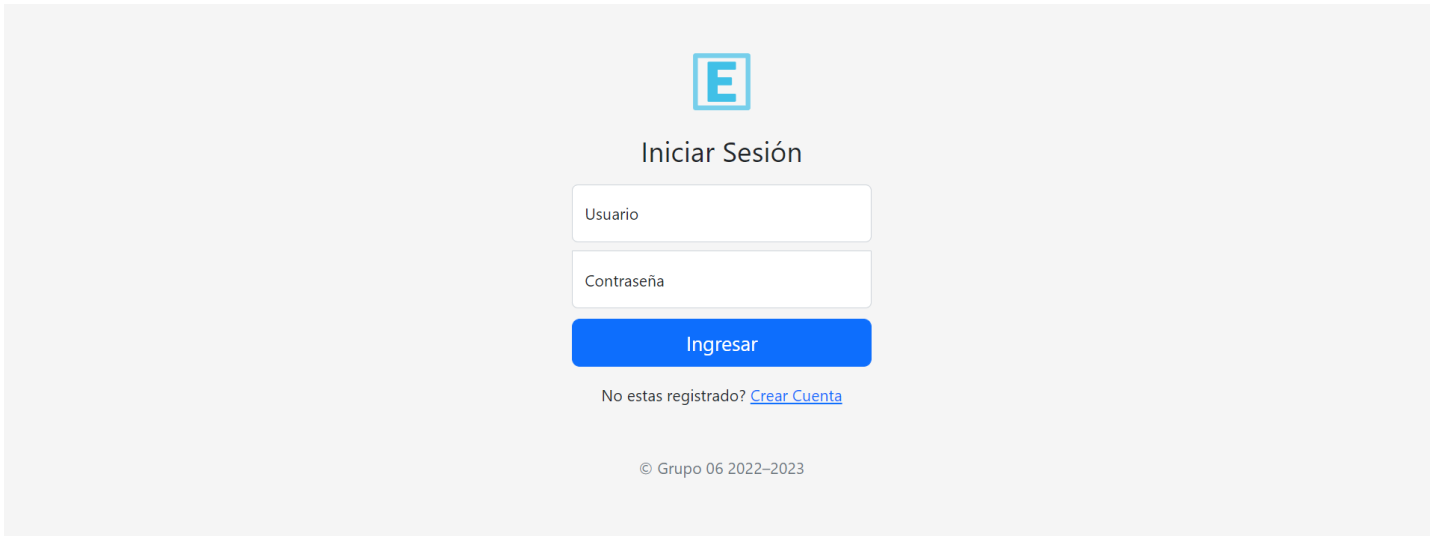 E
Iniciar Sesión
Usuario
Contraseña
Ingresar
No estas registrado? Crear Cuenta
© Grupo 06 2022–2023